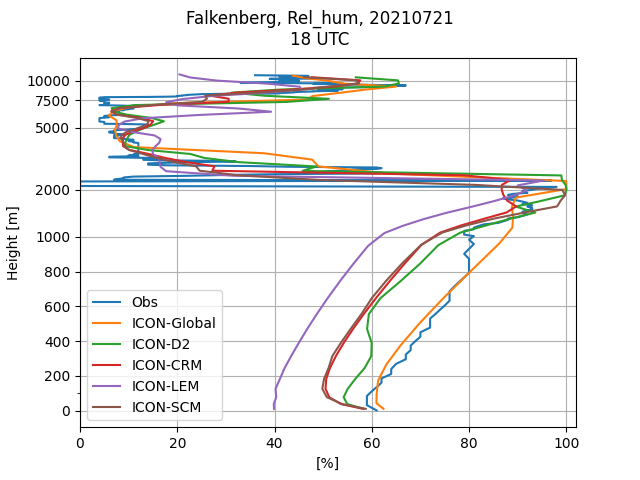 Falkenberg, Rel_hum, 20210721
18 UTC
10000
7500
5000
2000
1000
800
600
400
200
0
Height [m]
Obs
ICON-Global
ICON-D2
ICON-CRM
ICON-LEM
ICON-SCM
0 20 40 60 80 100
[%]